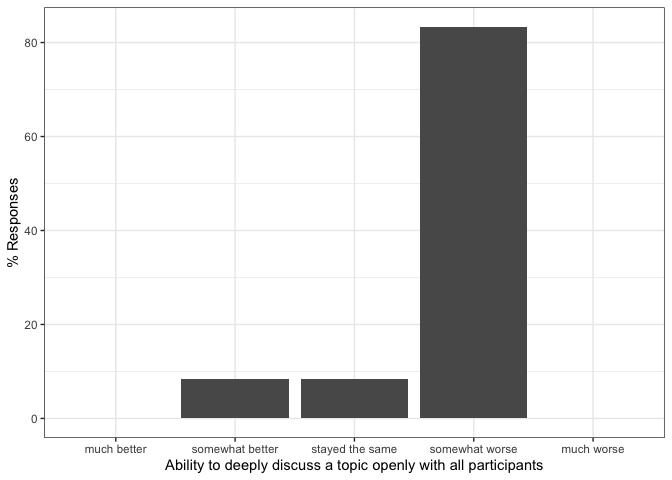 80
60
40
20
0
% Responses
much better somewhat better stayed the same somewhat worse much worse
Ability to deeply discuss a topic openly with all participants